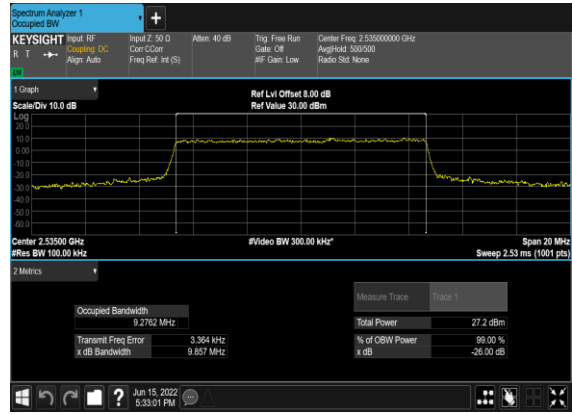 Spectrum Analyzer 1
Occupied BW
+
KEYSIGHT Input: RF Input Z: 50 Ω Atten: 40 dB Trig: Free Run Center Freq: 2.535000000 GHz
R T Coupling: DC Corr CCorr Gate: Off Avg|Hold: 500/500
Align: Auto Freq Ref: Int (S) #IF Gain: Low Radio Std: None
1 Graph
Ref Lvl Offset 8.00 dB
Scale/Div 10.0 dB Ref Value 30.00 dBm
Log
20.0
10.0
0.00
-10.0
-20.0
-30.0
-40.0
-50.0
-60.0
Center 2.53500 GHz #Video BW 300.00 kHz* Span 20 MHz
#Res BW 100.00 kHz Sweep 2.53 ms (1001 pts)
2 Metrics
Measure Trace Trace 1
Occupied Bandwidth
9.2762 MHz Total Power 27.2 dBm
Transmit Freq Error 3.364 kHz % of OBW Power 99.00 %
x dB Bandwidth 9.857 MHz x dB -26.00 dB
? Jun 15, 2022
5:33:01 PM